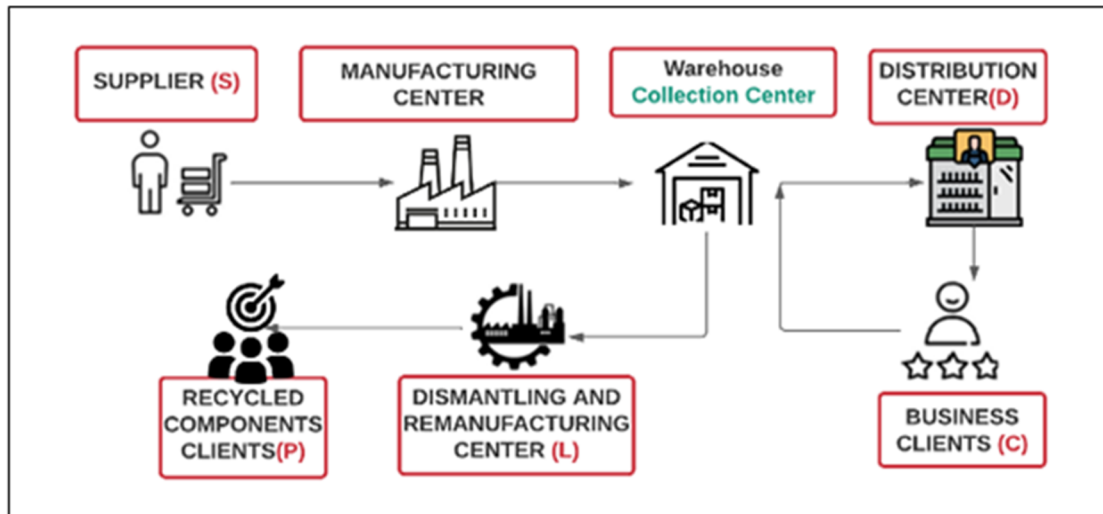 SUPPLIER (S)
MANUFACTURING
CENTER
Warehouse
Collection Center
DISTRIBUTION
CENTER(D)
RECYCLED
COMPONENTS
CLIENTS(P)
DISMANTLING AND
REMANUFACTURING
CENTER (L)
BUSINESS
CLIENTS (C)